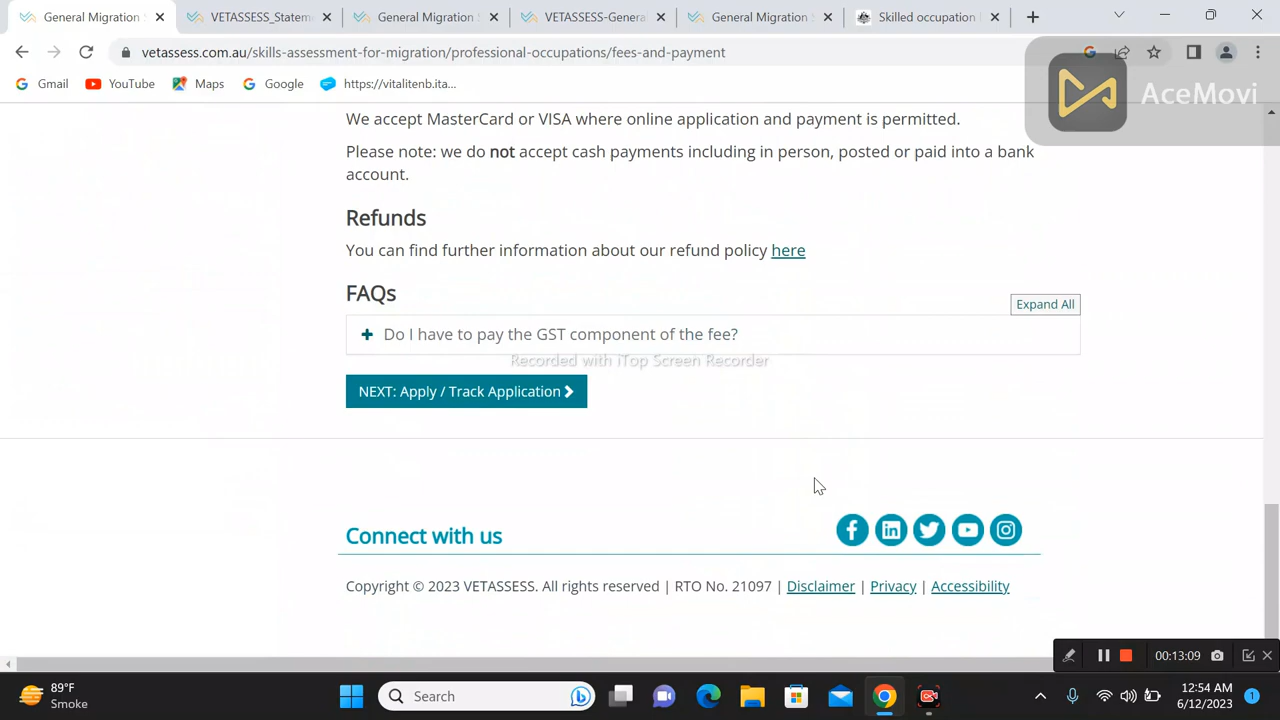 General Migration S
VETASSESS_Statem
General Migration S
VETASSESS-Genera
General Migration S
Skilled occupation
vetassess.com.au/skills-assessment-for-migration/professional-occupations/fees-and-payment
Gmail
YouTube
Maps
Google
https://vitalitenb.ita...
AceMovi
We accept MasterCard or VISA where online application and payment is permitted.
Please note: we do not accept cash payments including in person, posted or paid into a bank
account.
Refunds
You can find further information about our refund policy here
FAQs
Expand All
Do I have to pay the GST component of the fee?
Recorded with iTop Screen Recorder
NEXT: Apply / Track Application
Connect with us
Copyright © 2023 VETASSESS. All rights reserved | RTO No. 21097 | Disclaimer | Privacy | Accessibility
00:13:09
89°F
Smoke
Search
12:54 AM
6/12/2023
1